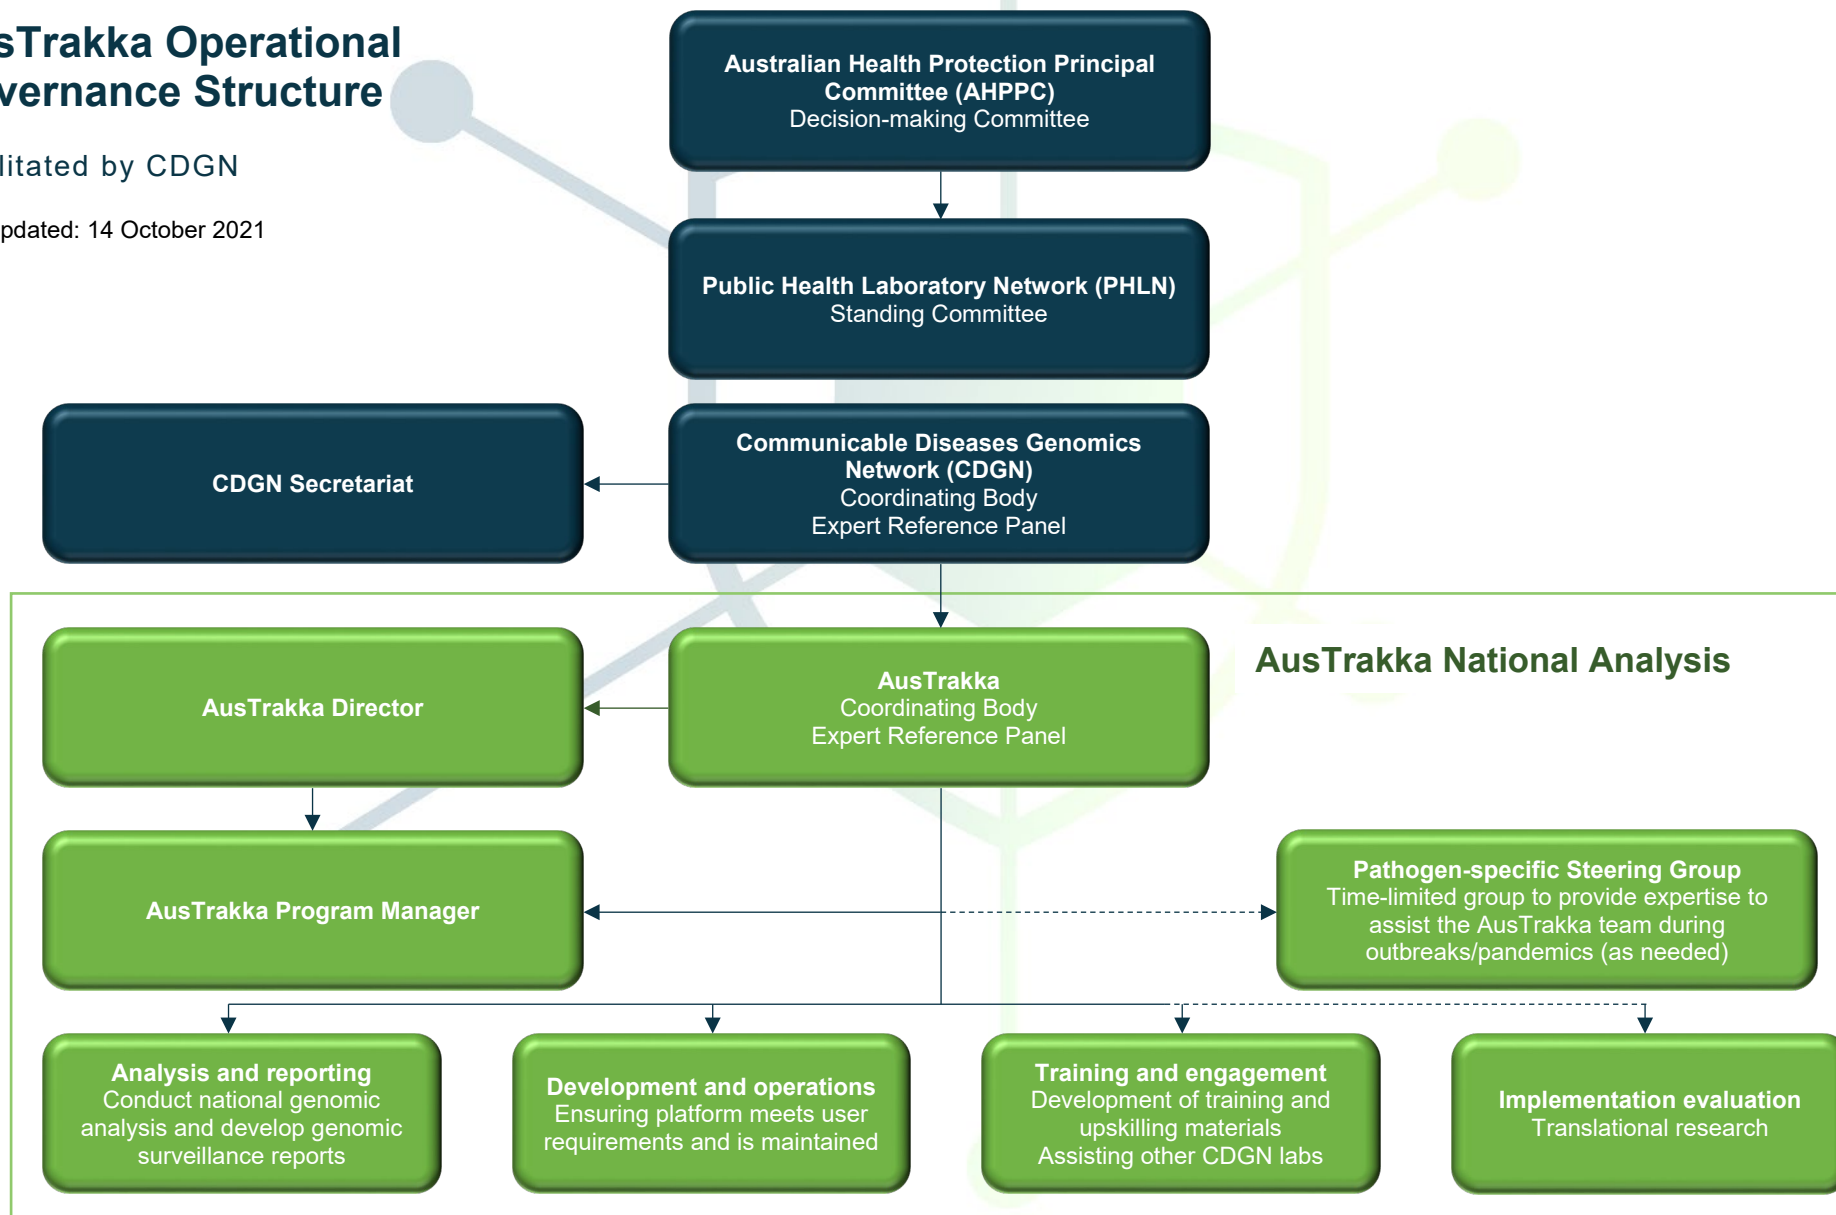 sTrakka Operational
vernance Structure
litated by CDGN
pdated: 14 October 2021
Australian Health Protection Principal
Committee (AHPPC)
Decision-making Committee
Public Health Laboratory Network (PHLN)
Standing Committee
CDGN Secretariat
Communicable Diseases Genomics
Network (CDGN)
Coordinating Body
Expert Reference Panel
AusTrakka National Analysis
AusTrakka Director
AusTrakka
Coordinating Body
Expert Reference Panel
AusTrakka Program Manager
Pathogen-specific Steering Group
Time-limited group to provide expertise to
assist the AusTrakka team during
outbreaks/pandemics (as needed)
Analysis and reporting
Conduct national genomic
analysis and develop genomic
surveillance reports
Development and operations
Ensuring platform meets user
requirements and is maintained
Training and engagement
Development of training and
upskilling materials
Assisting other CDGN labs
Implementation evaluation
Translational research